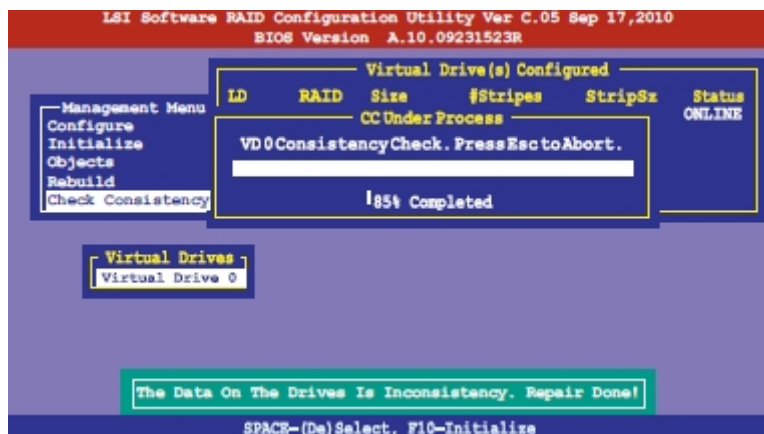 LSI Software RAID Configuration Utility Ver C.05 Sep 17,2010
BIOS Version A.10.09231523R
Virtual Drive(s) Configured
LD RAID Size #Stripes StripSz Status
ONLINE
Management Menu
Configure
Initialize
Objects
Rebuild
Check Consistency
CC Under Process
VD 0 Consistency Check. Press Esc to Abort.
85% Completed
Virtual Drives
Virtual Drive 0
The Data On The Drives Is Inconsistency. Repair Done!
SPACE-(De)Select, F10-Initialize